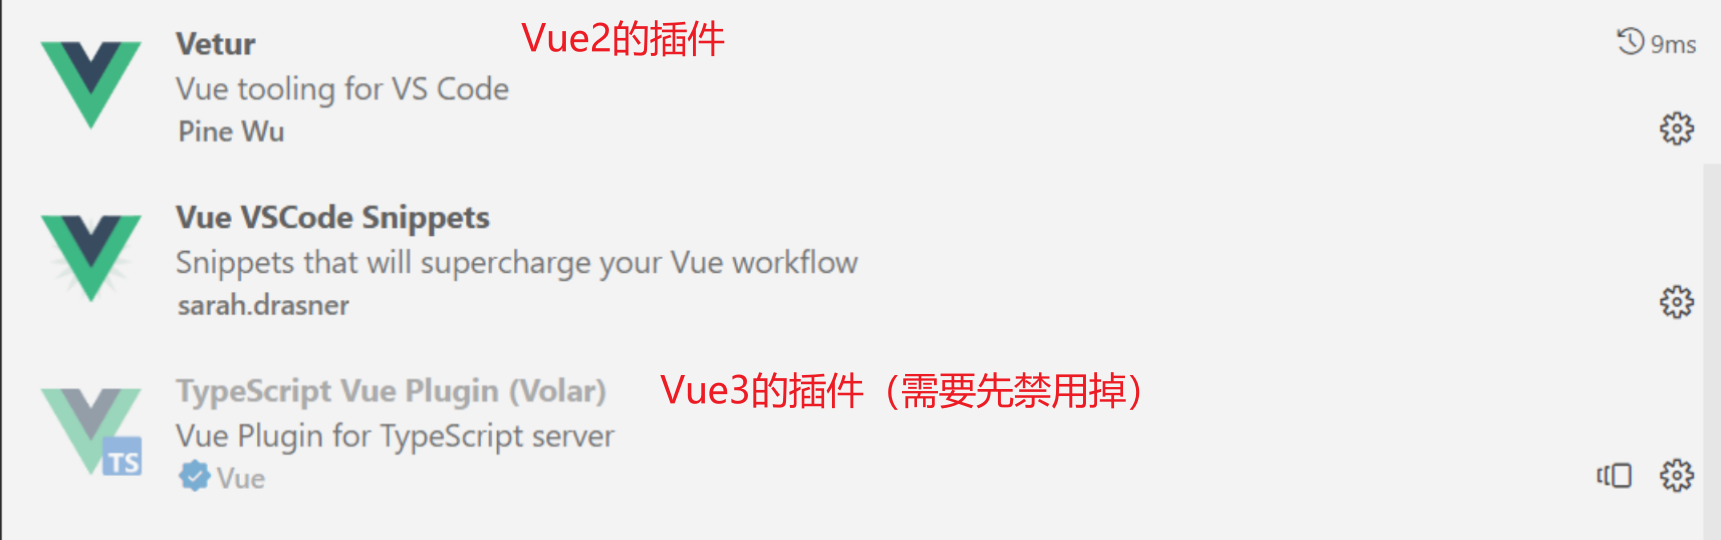 Vetur
Vue2的插件
9ms
Vue tooling for VS Code
Pine Wu
Vue VSCode Snippets
Snippets that will supercharge your Vue workflow
sarah.drasner
TypeScript Vue Plugin (Volar)
Vue3的插件（需要先禁用掉）
Vue Plugin for TypeScript server
TS
Vue